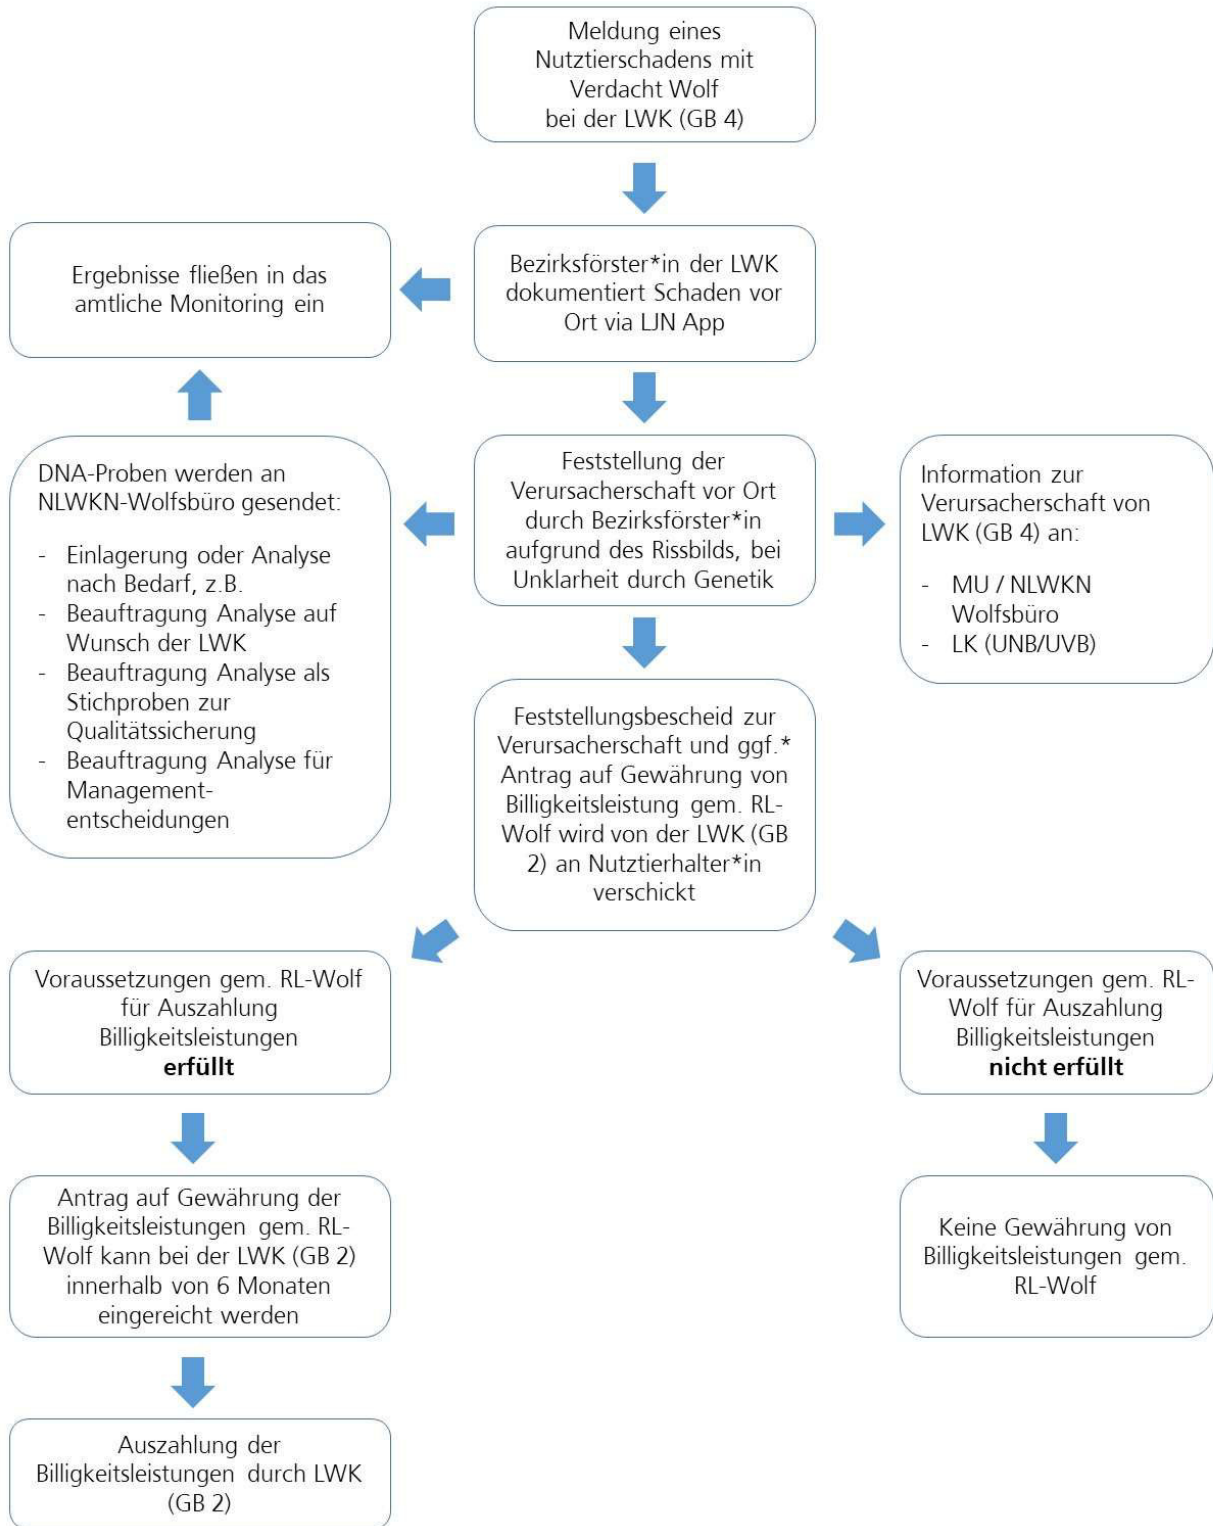 Meldung eines
Nutztierschadens mit
Verdacht Wolf
bei der LWK (GB 4)
Ergebnisse fließen in das
amtliche Monitoring ein
Bezirksförster*in der LWK
dokumentiert Schaden vor
Ort via LJN App
DNA-Proben werden an
NLWKN-Wolfsbüro gesendet:
- Einlagerung oder Analyse
nach Bedarf, z.B.
- Beauftragung Analyse auf
Wunsch der LWK
- Beauftragung Analyse als
Stichproben zur
Qualitätssicherung
- Beauftragung Analyse für
Management-
entscheidungen
Feststellung der
Verursacherschaft vor Ort
durch Bezirksförster*in
aufgrund des Rissbilds, bei
Unklarheit durch Genetik
Information zur
Verursacherschaft von
LWK (GB 4) an:
- MU / NLWKN
Wolfsbüro
- LK (UNB/UVB)
Feststellungsbescheid zur
Verursacherschaft und ggf.*
Antrag auf Gewährung von
Billigkeitsleistung gem. RL-
Wolf wird von der LWK (GB
2) an Nutztierhalter*in
verschickt
Voraussetzungen gem. RL-Wolf
für Auszahlung
Billigkeitsleistungen
erfüllt
Voraussetzungen gem. RL-
Wolf für Auszahlung
Billigkeitsleistungen
nicht erfüllt
Antrag auf Gewährung der
Billigkeitsleistungen gem. RL-
Wolf kann bei der LWK (GB 2)
innerhalb von 6 Monaten
eingereicht werden
Keine Gewährung von
Billigkeitsleistungen gem.
RL-Wolf
Auszahlung der
Billigkeitsleistungen durch LWK
(GB 2)